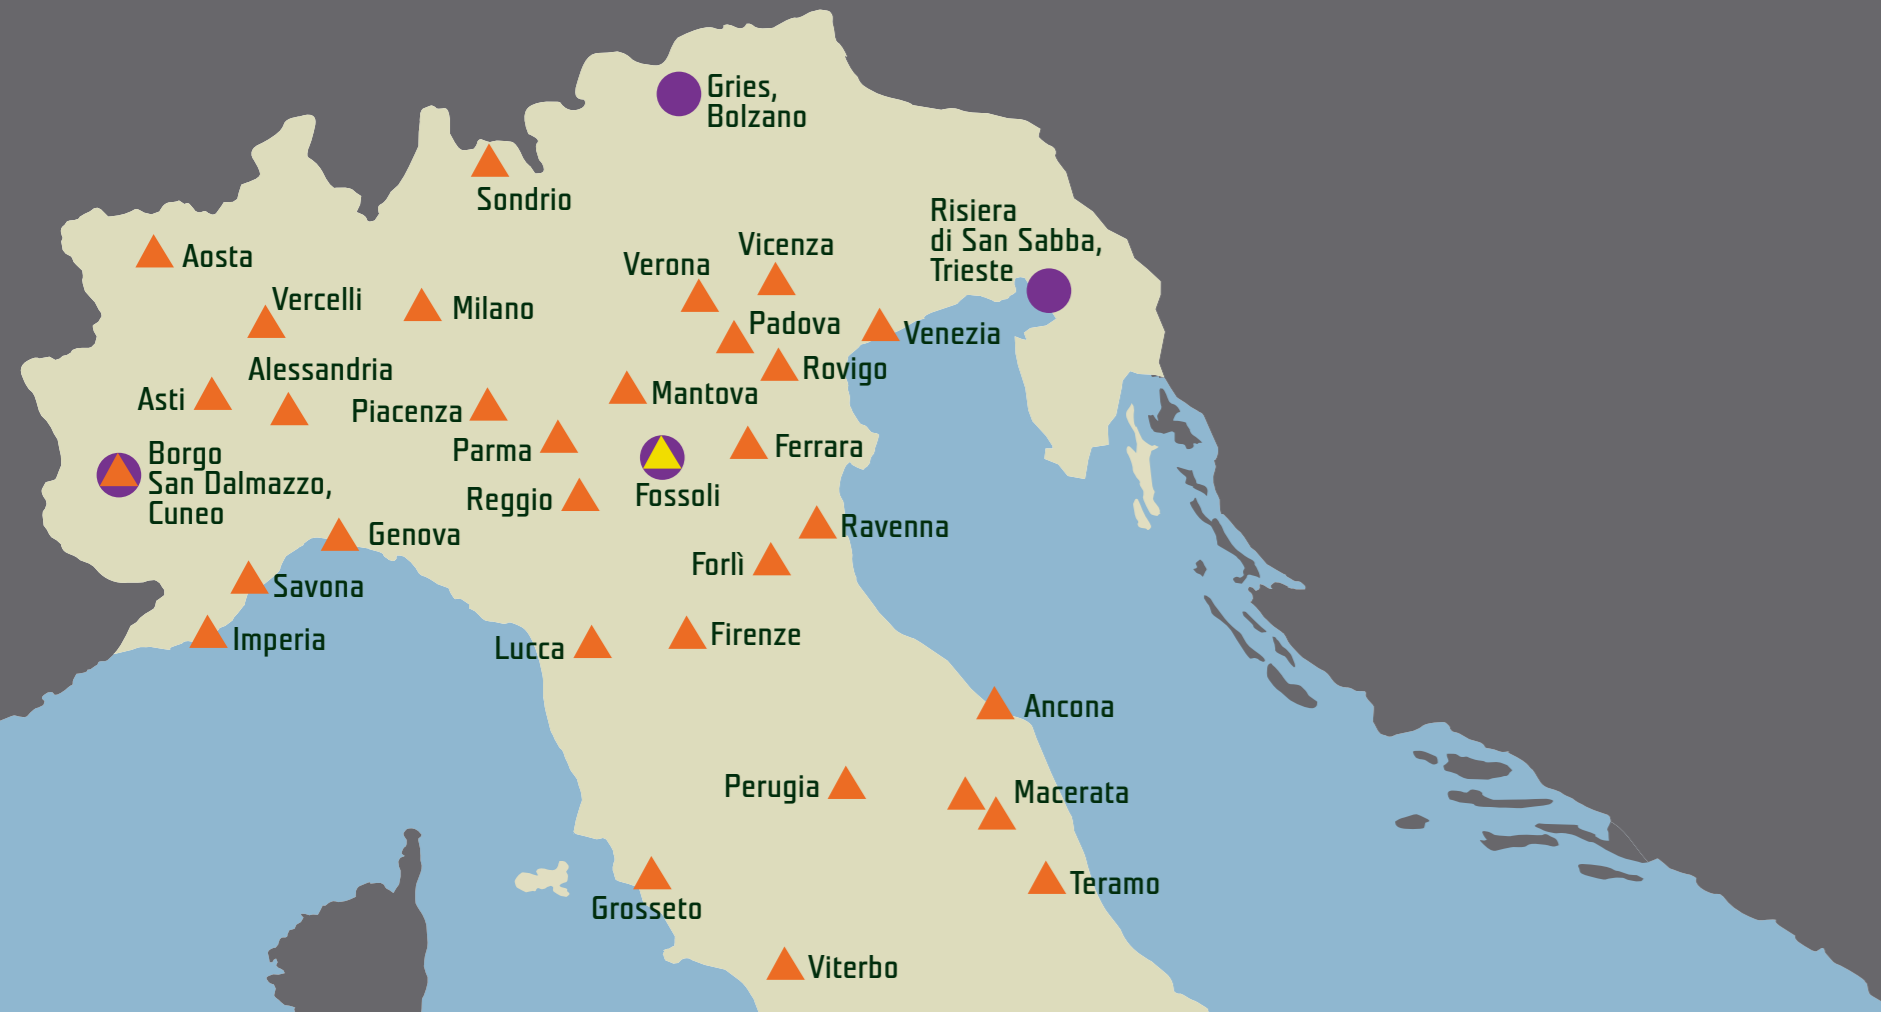 Gries,
Bolzano
Sondrio
Risiera
di San Sabba,
Trieste
Aosta
Vicenza
Verona
Vercelli
Milano
Padova
Venezia
Alessandria
Rovigo
Asti
Piacenza
Mantova
Parma
Ferrara
Borgo
San Dalmazzo,
Cuneo
Reggio
Fossoli
Genova
Ravenna
Forlì
Savona
Imperia
Lucca
Firenze
Ancona
Perugia
Macerata
Teramo
Grosseto
Viterbo